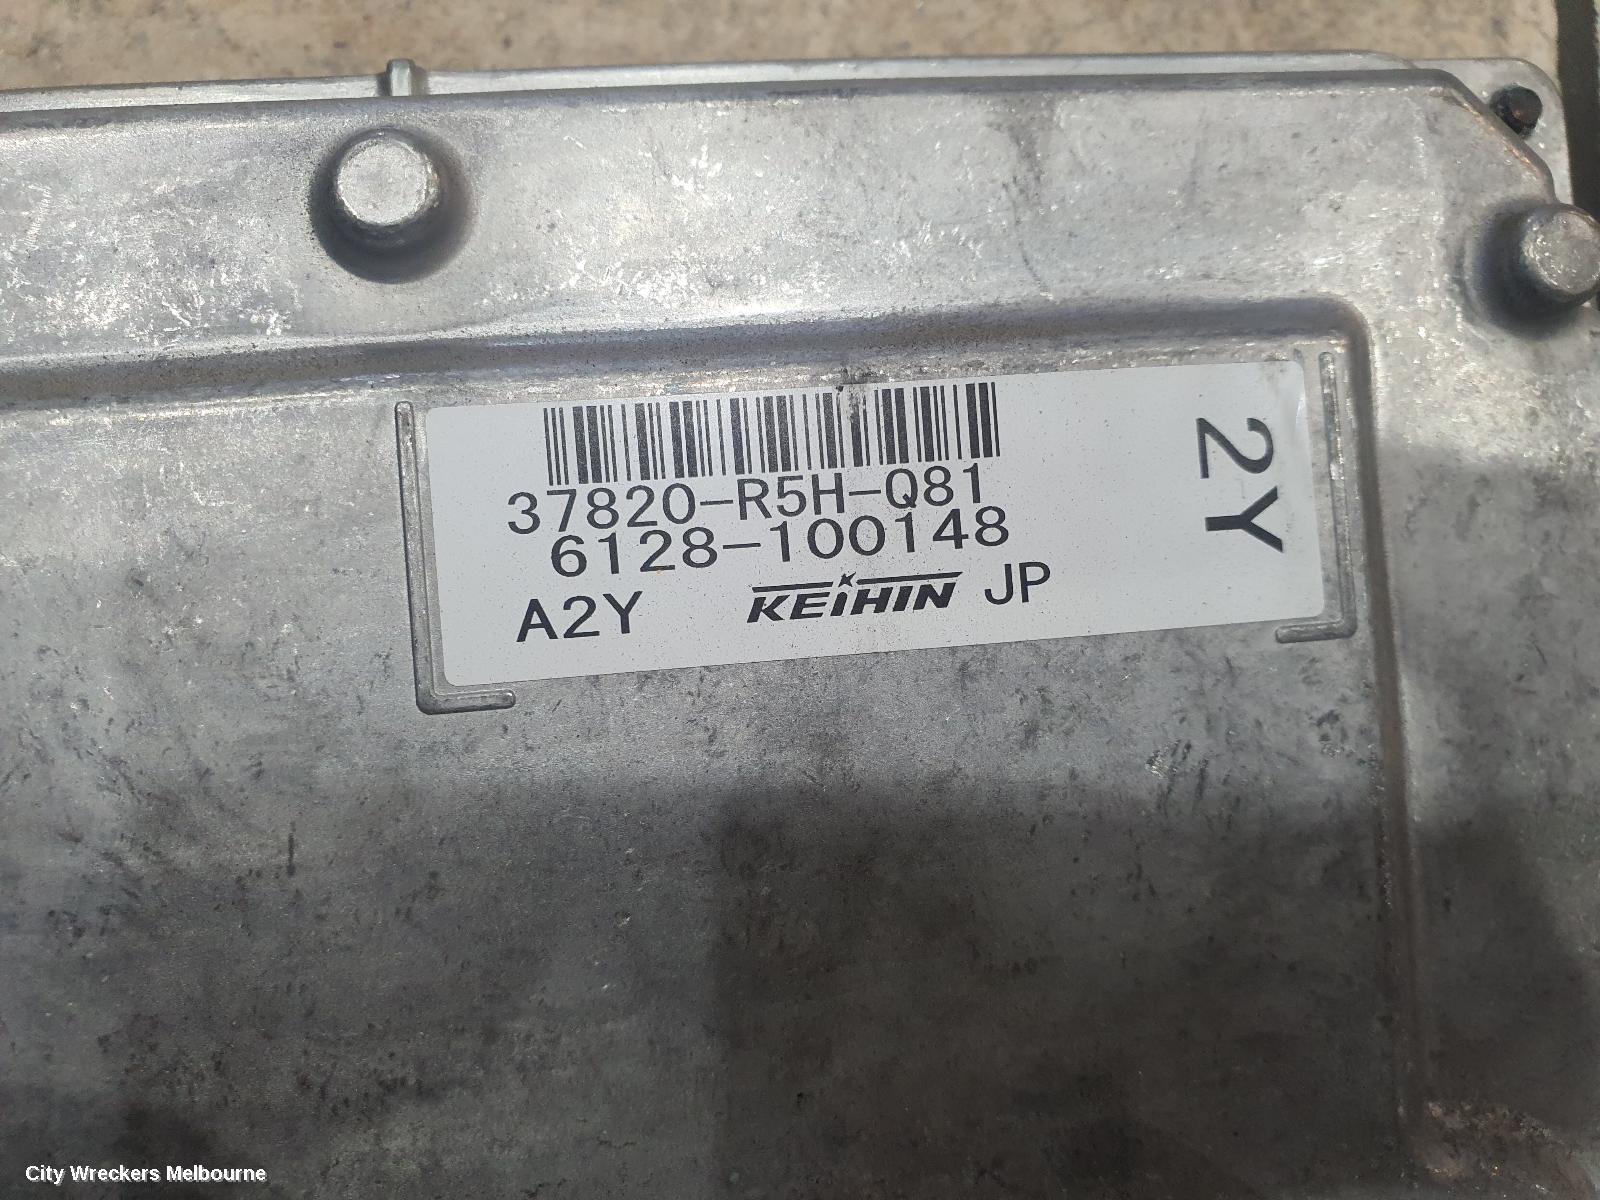 37820-R5H-Q81
6128-100148
A2Y KEIHIN JP
2Y
City Wreckers Melbourne